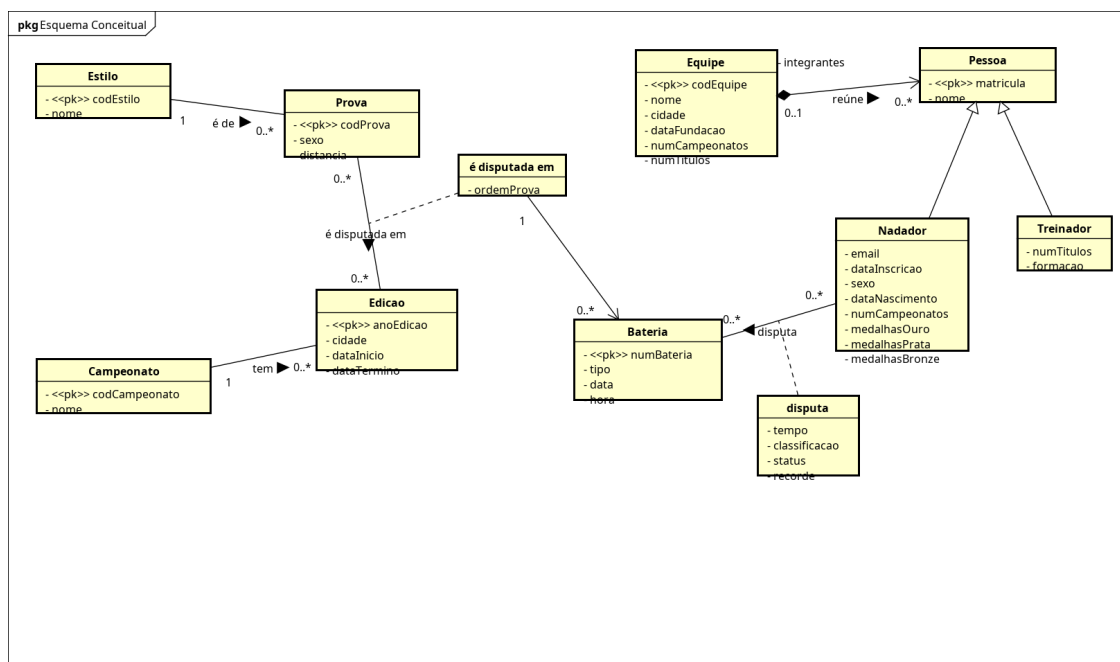 pkg Esquema Conceitual
Estilo
- <<pk>> codEstilo
- nome
1
é de
0..*
Prova
- <<pk>> codProva
- sexo
- distancia
0..*
é disputada em
0..*
é disputada em
- ordemProva
1
0..*
Edicao
- <<pk>> anoEdicao
- cidade
- dataInicio
- dataTermino
Campeonato
- <<pk>> codCampeonato
- nome
1
tem
0..*
Equipe
- <<pk>> codEquipe
- nome
- cidade
- dataFundacao
- numCampeonatos
- numTitulos
- integrantes
0..1
reúne
0..*
Pessoa
- <<pk>> matricula
- nome
Nadador
- email
- dataInscricao
- sexo
- dataNascimento
- numCampeonatos
- medalhasOuro
- medalhasPrata
- medalhasBronze
Treinador
- numTitulos
- formacao
Bateria
- <<pk>> numBateria
- tipo
- data
- hora
0..*
disputa
0..*
disputa
- tempo
- classificacao
- status
- recorde